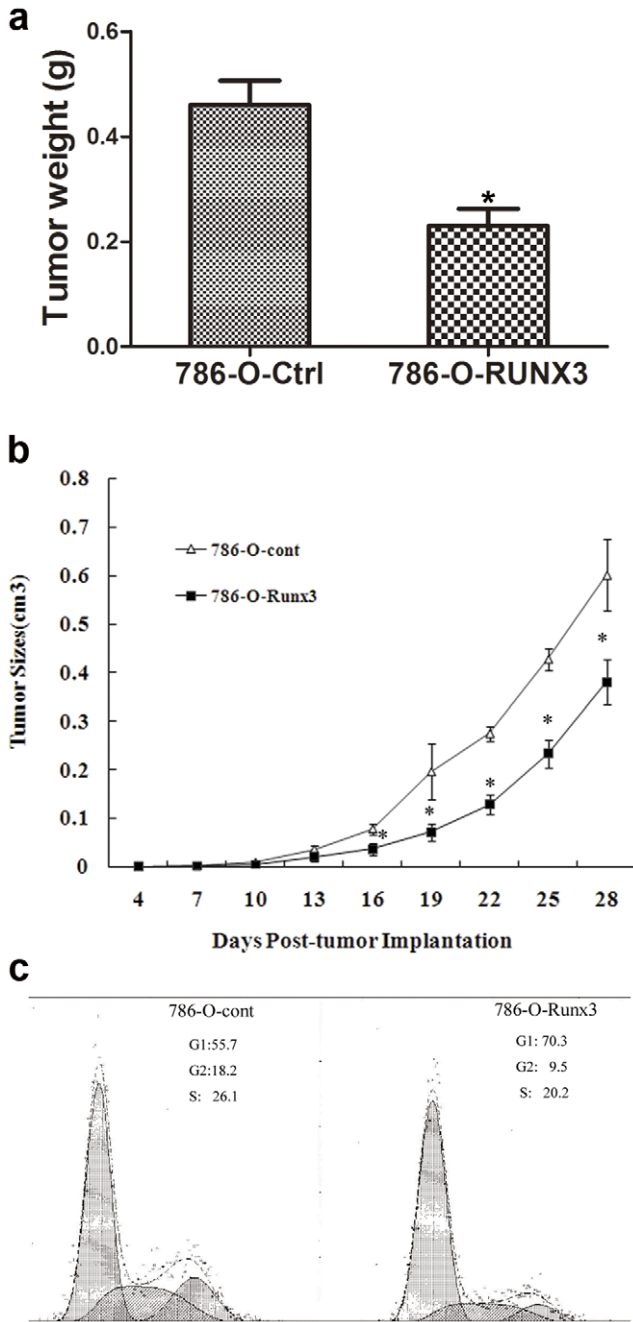 a
Tumor weight (g)
0.6
0.4
0.2
0.0
*
786-O-Ctrl
786-O-RUNX3
b
Tumor Sizes(cm3)
0.8
0.7
0.6
0.5
0.4
0.3
0.2
0.1
0
786-O-cont
786-O-Runx3
*
*
*
*
*
4 7 10 13 16 19 22 25 28
Days Post-tumor Implantation
c
786-O-cont
G1:55.7
G2:18.2
S: 26.1
786-O-Runx3
G1: 70.3
G2: 9.5
S: 20.2